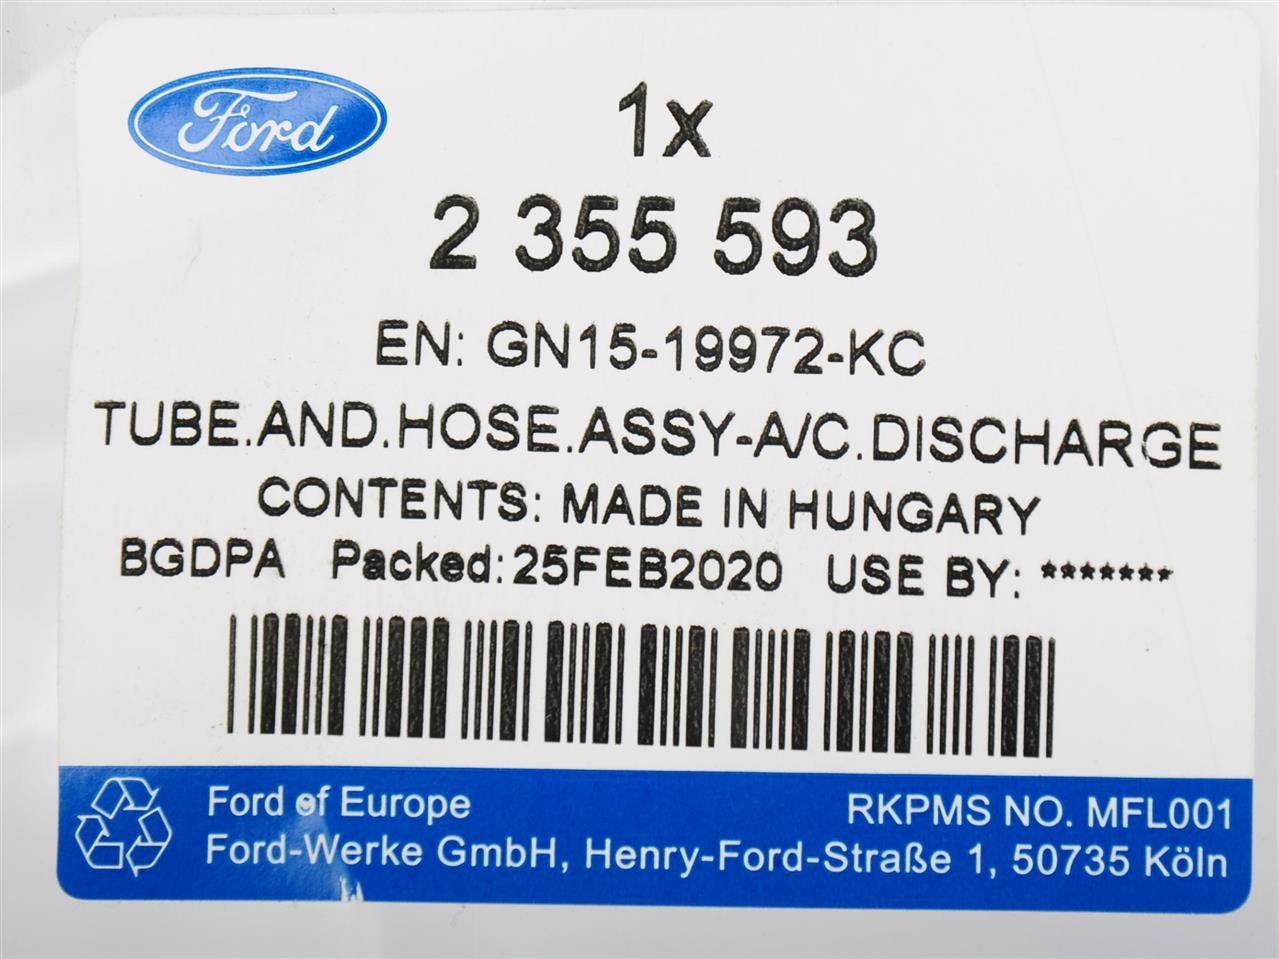 Ford
1x
2 355 593
EN: GN15-19972-KC
TUBE.AND.HOSE.ASSY-A/C.DISCHARGE
CONTENTS: MADE IN HUNGARY
BGDPA Packed:25FEB2020 USE BY: *******
Ford of Europe RKPMS NO. MFL001
Ford-Werke GmbH, Henry-Ford-Straße 1, 50735 Köln